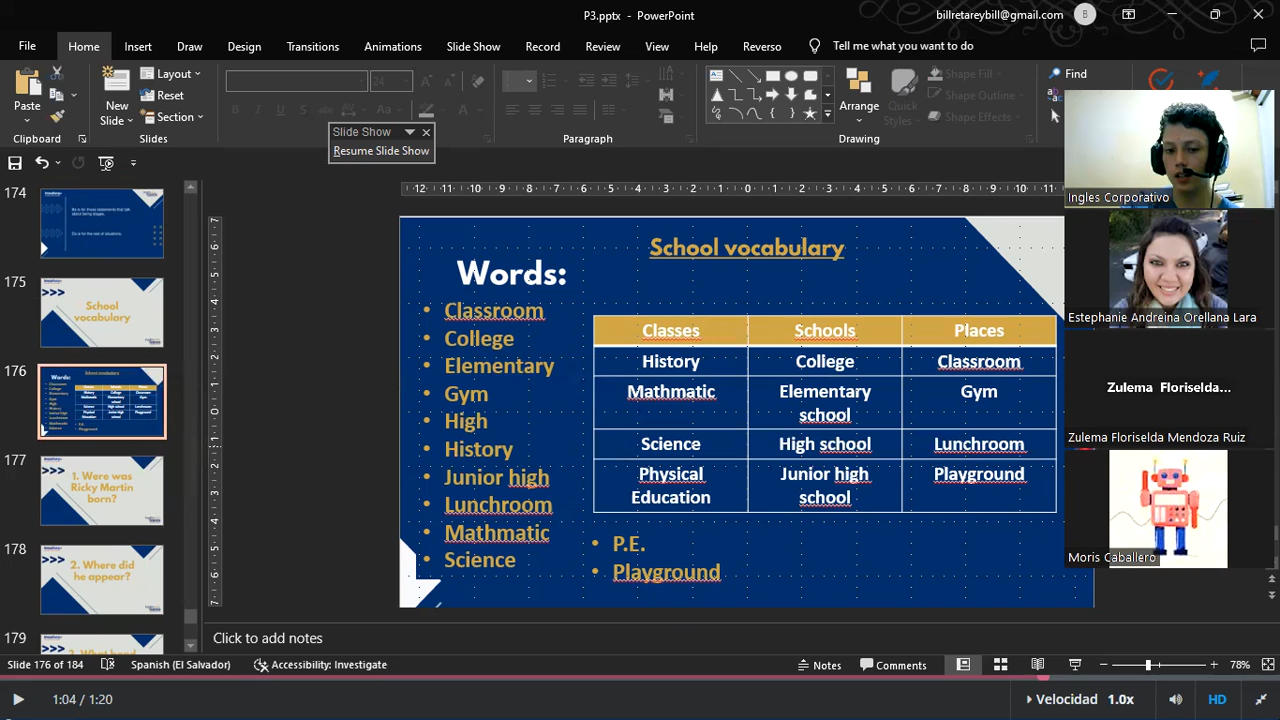 P3.pptx - PowerPoint
billretareybill@gmail.com
B
File Home Insert Draw Design Transitions Animations Slide Show Record Review View Help Reverso Tell me what you want to do
Paste
New
Slide
Layout
Reset
Section
24
Arrange
Quick
Styles
Shape Fill
Shape Outline
Shape Effects
Find
Clipboard Slides Paragraph Drawing
Slide Show
Resume Slide Show
174
175
School
vocabulary
176
177
1. Were was
Ricky Martin
born?
178
2. Where did
he appear?
179
School vocabulary
Words:
• Classroom
• College
• Elementary
• Gym
• High
• History
• Junior high
• Lunchroom
• Mathmatic
• Science
Classes Schools Places
History College Classroom
Mathmatic Elementary school Gym
Science High school Lunchroom
Physical Education Junior high school Playground
• P.E.
• Playground
Ingles Corporativo
Estephanie Andreina Orellana Lara
Zulema Floriselda...
Zulema Floriselda Mendoza Ruiz
Moris Caballero
Click to add notes
Slide 176 of 184 Spanish (El Salvador) Accessibility: Investigate Notes Comments 78%
1:04 / 1:20 Velocidad 1.0x HD